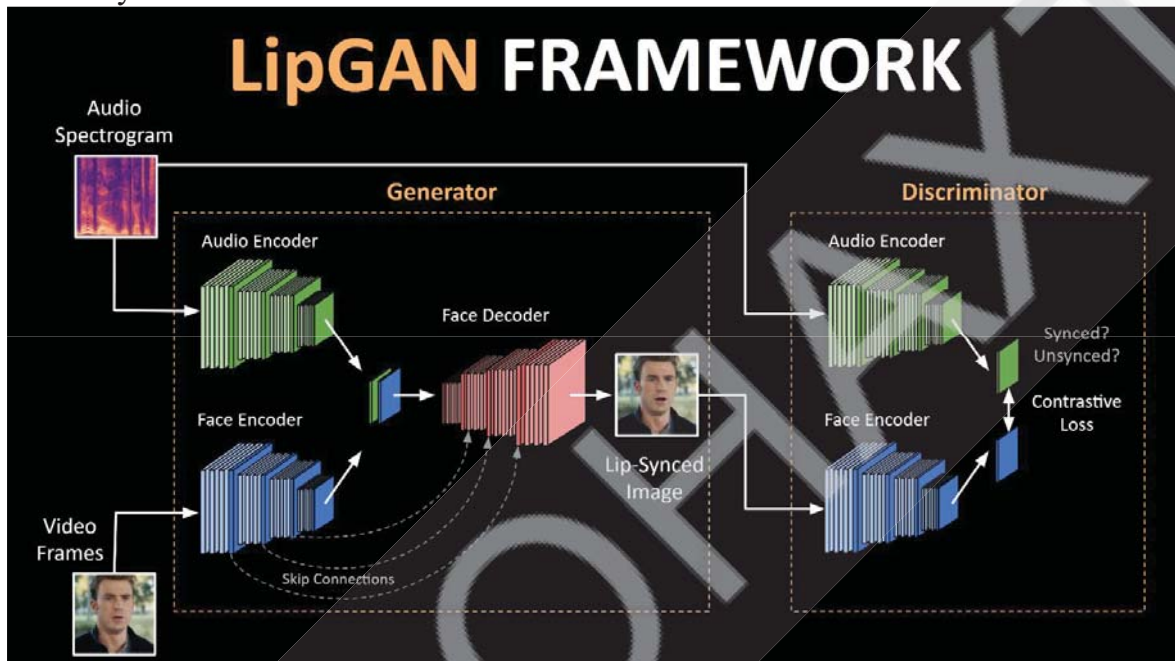 LipGAN FRAMEWORK
Audio
Spectrogram
Generator
Discriminator
Audio Encoder
Audio Encoder
Face Decoder
Synced?
Unsynced?
Face Encoder
Face Encoder
Contrastive
Loss
Lip-Synced
Image
Video
Frames
Skip Connections